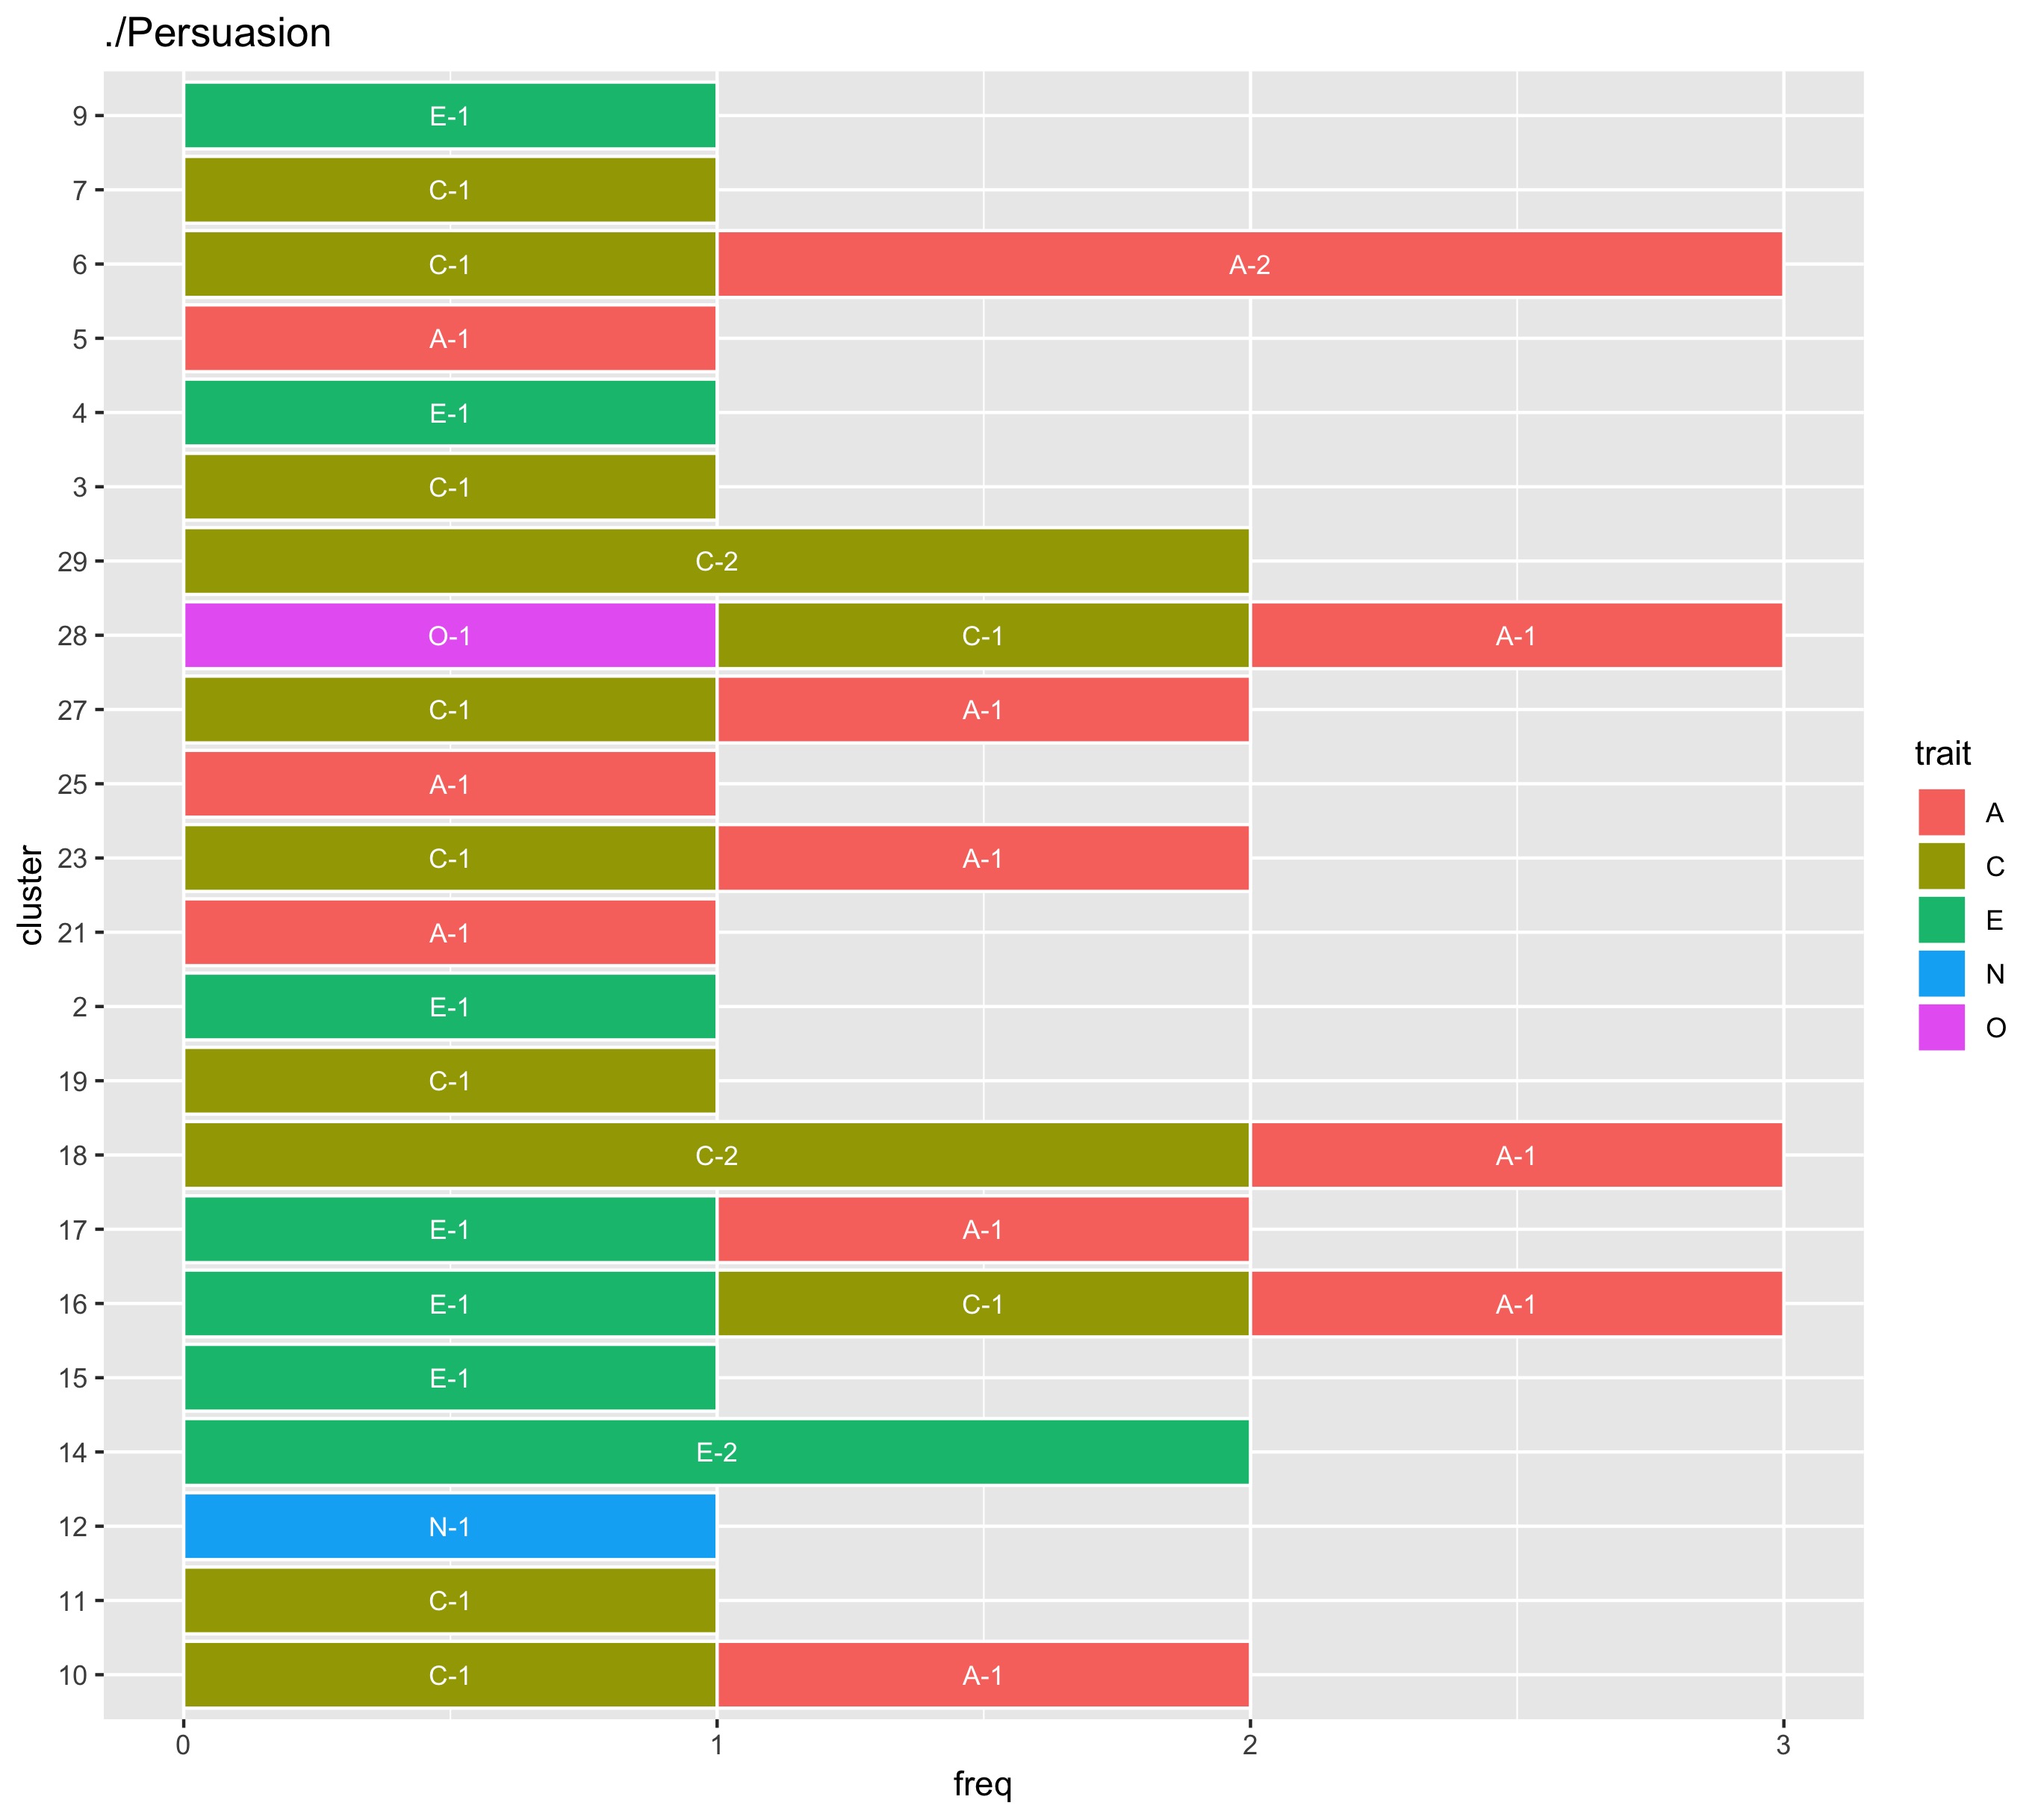 ./Persuasion
9 E-1
7 C-1
6 C-1 A-2
5 A-1
4 E-1
3 C-1
29 C-2
28 O-1 C-1 A-1
27 C-1 A-1
25 A-1
23 C-1 A-1
21 A-1
2 E-1
19 C-1
18 C-2 A-1
17 E-1 A-1
16 E-1 C-1 A-1
15 E-1
14 E-2
12 N-1
11 C-1
10 C-1 A-1
0 1 2 3
freq
cluster
trait
A
C
E
N
O